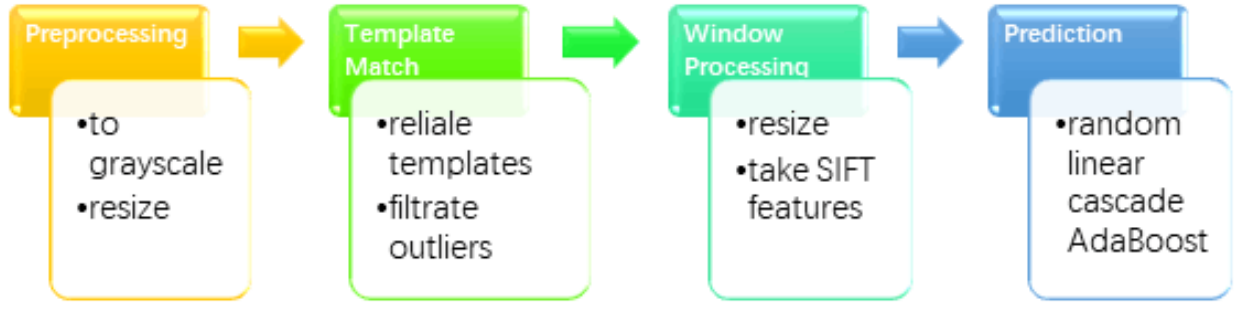 Preprocessing
•to
grayscale
•resize
Template
Match
•reliale
templates
•filtrate
outliers
Window
Processing
•resize
•take SIFT
features
Prediction
•random
linear
cascade
AdaBoost